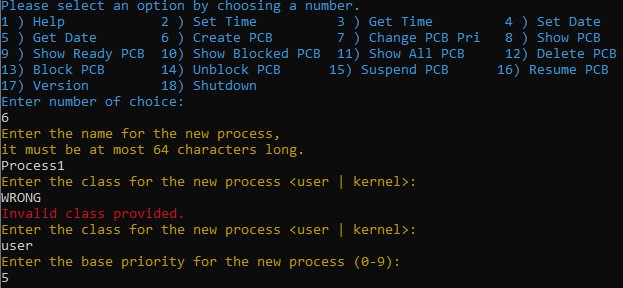 Please select an option by choosing a number.
1 ) Help 2 ) Set Time 3 ) Get Time 4 ) Set Date
5 ) Get Date 6 ) Create PCB 7 ) Change PCB Pri 8 ) Show PCB
9 ) Show Ready PCB 10) Show Blocked PCB 11) Show All PCB 12) Delete PCB
13) Block PCB 14) Unblock PCB 15) Suspend PCB 16) Resume PCB
17) Version 18) Shutdown
Enter number of choice:
6
Enter the name for the new process,
it must be at most 64 characters long.
Process1
Enter the class for the new process <user | kernel>:
WRONG
Invalid class provided.
Enter the class for the new process <user | kernel>:
user
Enter the base priority for the new process (0-9):
5